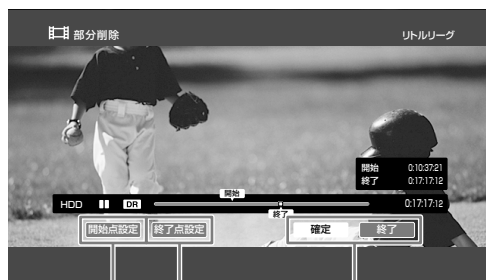 部分削除
リトルリーグ
開始 0:10:37:21
終了 0:17:17:12
開始
HDD DR 0:17:17:12
終了
開始点設定 終了点設定 確定 終了